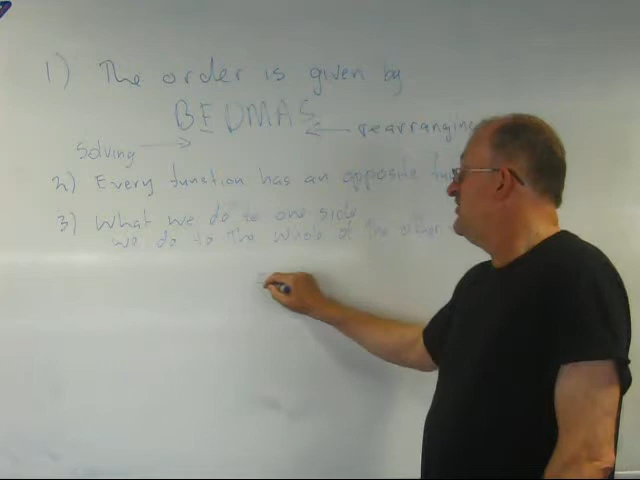 1) The order is given by
BEDMAS
solving → ← rearranging
2) Every function has an opposite
3) What we do to one side
we do to the whole of the other